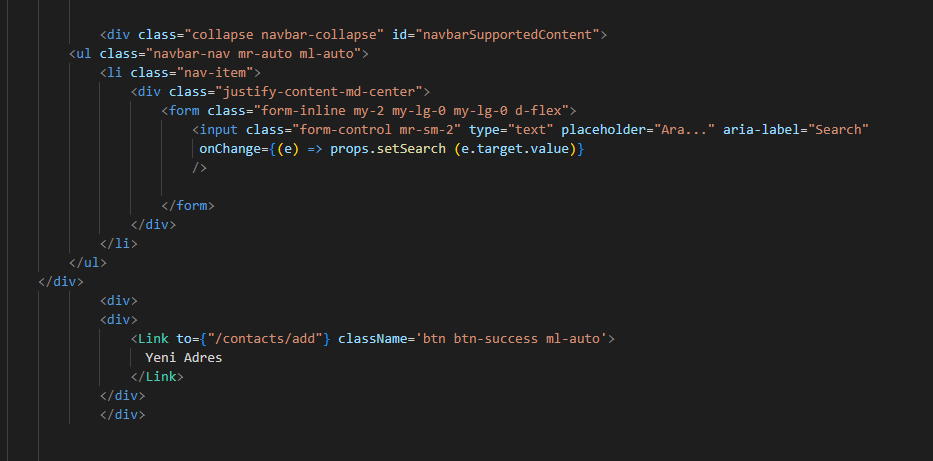 <div class="collapse navbar-collapse" id="navbarSupportedContent">
<ul class="navbar-nav mr-auto ml-auto">
<li class="nav-item">
<div class="justify-content-md-center">
<form class="form-inline my-2 my-lg-0 my-lg-0 d-flex">
<input class="form-control mr-sm-2" type="text" placeholder="Ara..." aria-label="Search"
onChange={(e) => props.setSearch (e.target.value)}
/>
</form>
</div>
</li>
</ul>
</div>
<div>
<div>
<Link to={"/contacts/add"} className='btn btn-success ml-auto'>
Yeni Adres
</Link>
</div>
</div>